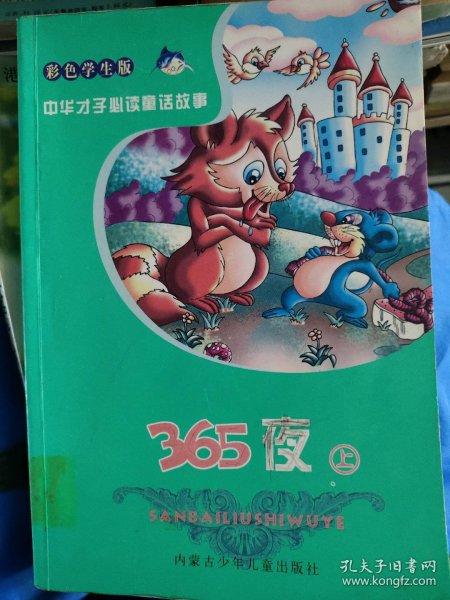 彩色学生版
中华才子必读童话故事
365夜 上
SANBAILIUSHIWUYE
内蒙古少年儿童出版社
孔夫子旧书网
www.kongfz.com